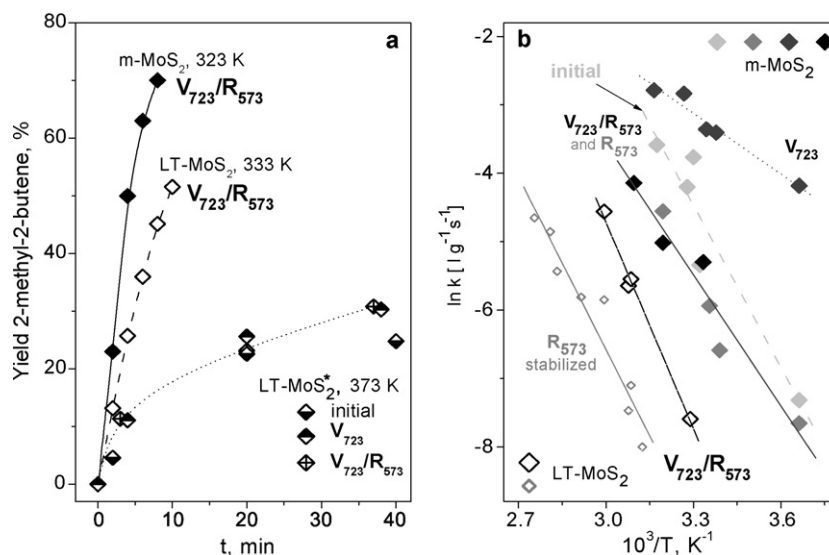 a
m-MoS₂, 323 K
V₇₂₃/R₅₇₃
LT-MoS₂, 333 K
V₇₂₃/R₅₇₃
LT-MoS₂*, 373 K
initial
V₇₂₃
V₇₂₃/R₅₇₃
Yield 2-methyl-2-butene, %
80
60
40
20
0
0 10 20 30 40
t, min
b
m-MoS₂
initial
V₇₂₃/R₅₇₃
and R₅₇₃
V₇₂₃
R₅₇₃
stabilized
V₇₂₃/R₅₇₃
LT-MoS₂
ln k [ l g⁻¹s⁻¹]
-2
-4
-6
-8
2.7 3.0 3.3 3.6
10³/T, K⁻¹